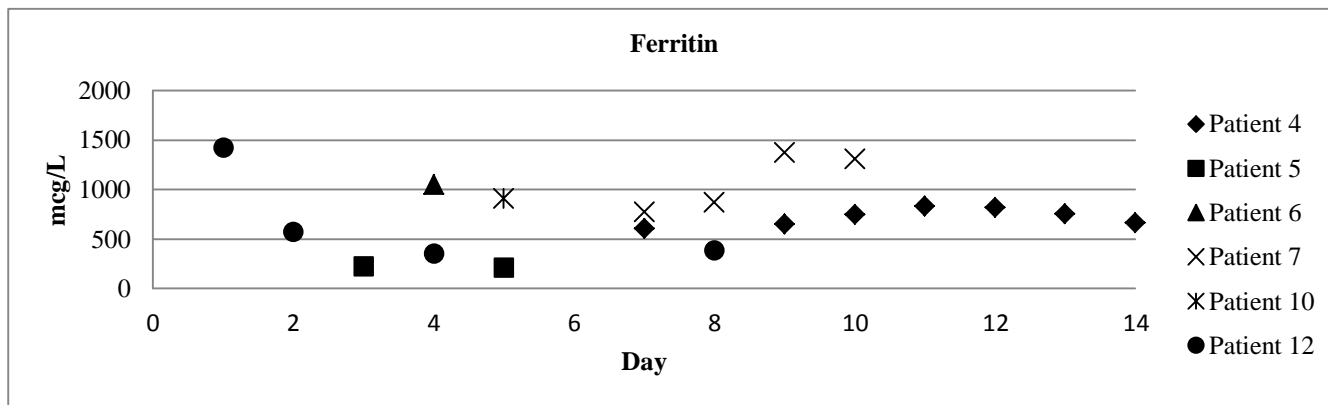 Ferritin
mcg/L
2000
1500
1000
500
0
0 2 4 6 8 10 12 14
Day
Patient 4
Patient 5
Patient 6
Patient 7
Patient 10
Patient 12